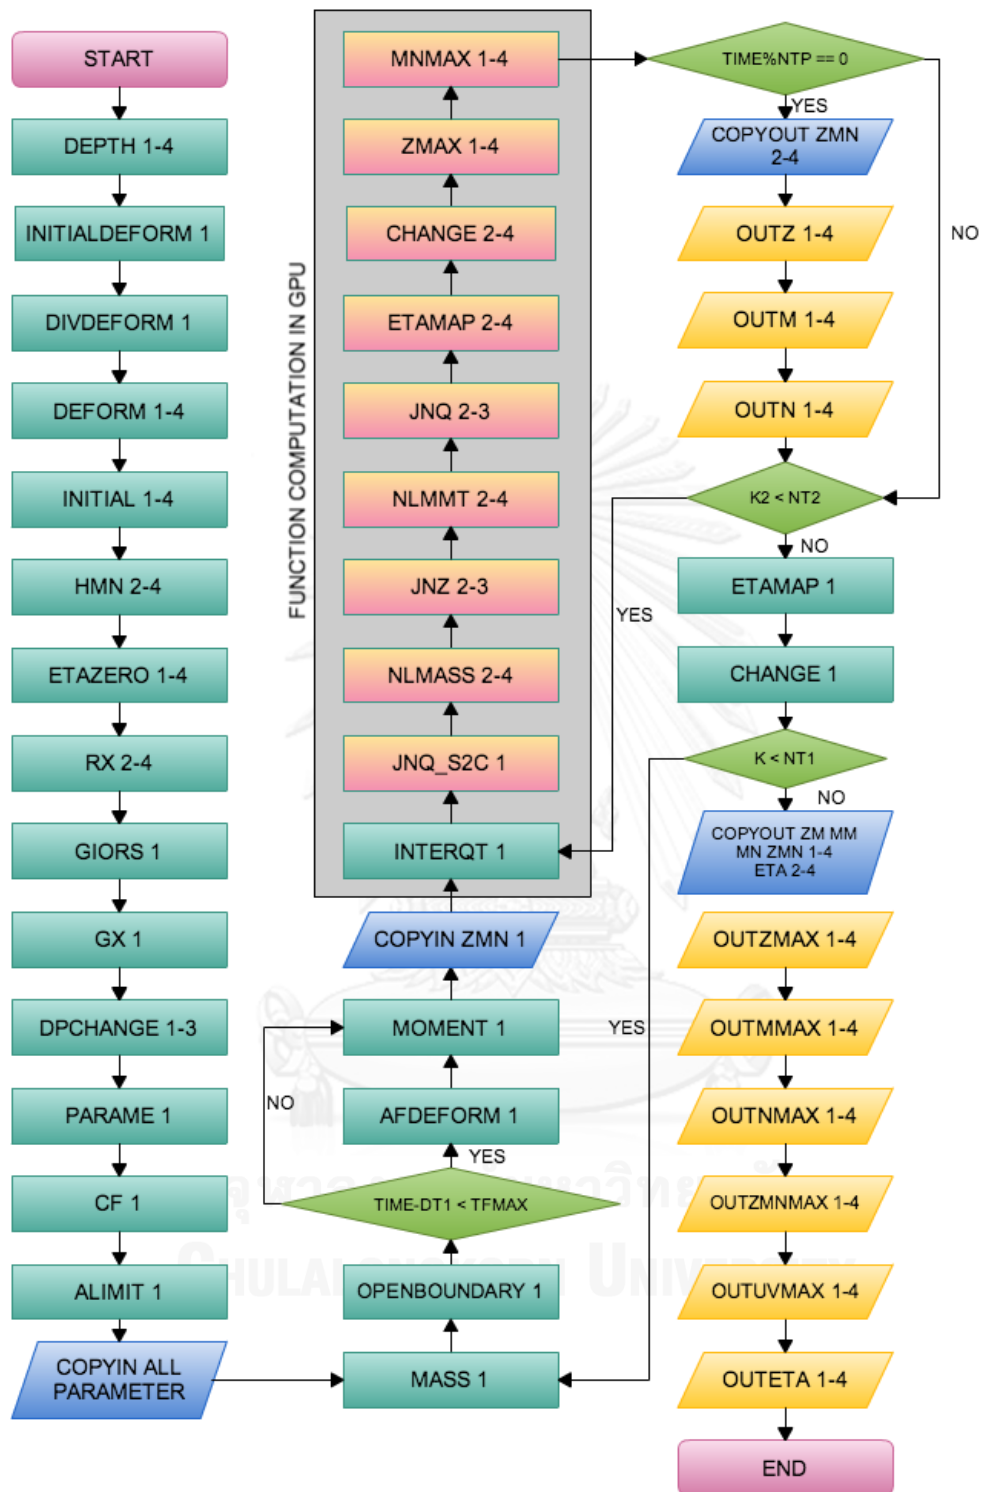 START
DEPTH 1-4
INITIALDEFORM 1
DIVDEFORM 1
DEFORM 1-4
INITIAL 1-4
HMN 2-4
ETAZERO 1-4
RX 2-4
GIORS 1
GX 1
DPCHANGE 1-3
PARAME 1
CF 1
ALIMIT 1
COPYIN ALL
PARAMETER
FUNCTION COMPUTATION IN GPU
MNMAX 1-4
ZMAX 1-4
CHANGE 2-4
ETAMAP 2-4
JNQ 2-3
NLMMT 2-4
JNZ 2-3
NLMASS 2-4
JNQ_S2C 1
INTERQT 1
COPYIN ZMN 1
MOMENT 1
NO
AFDEFORM 1
YES
TIME-DT1 < TFMAX
OPENBOUNDARY 1
MASS 1
TIME%NTP == 0
YES
COPYOUT ZMN
2-4
NO
OUTZ 1-4
OUTM 1-4
OUTN 1-4
K2 < NT2
NO
YES
ETAMAP 1
CHANGE 1
K < NT1
NO
YES
COPYOUT ZM MM
MN ZMN 1-4
ETA 2-4
OUTZMAX 1-4
OUTMMAX 1-4
OUTNMAX 1-4
OUTZMNMAX 1-4
OUTUVMAX 1-4
OUTETA 1-4
END
UNIVERSITY